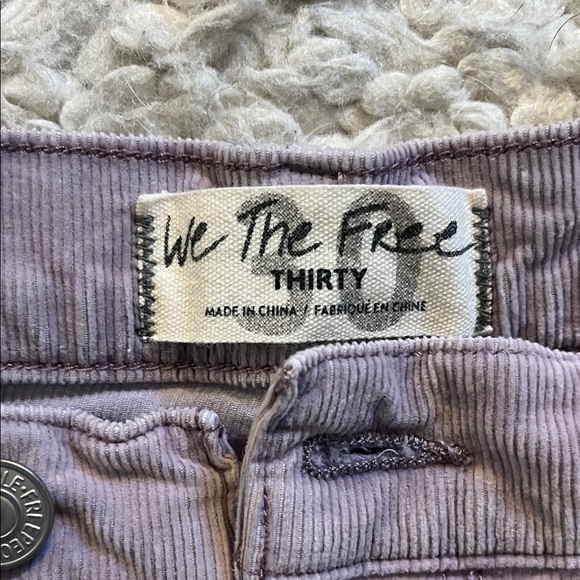 We The Free
30
THIRTY
MADE IN CHINA / FABRIQUÉ EN CHINE